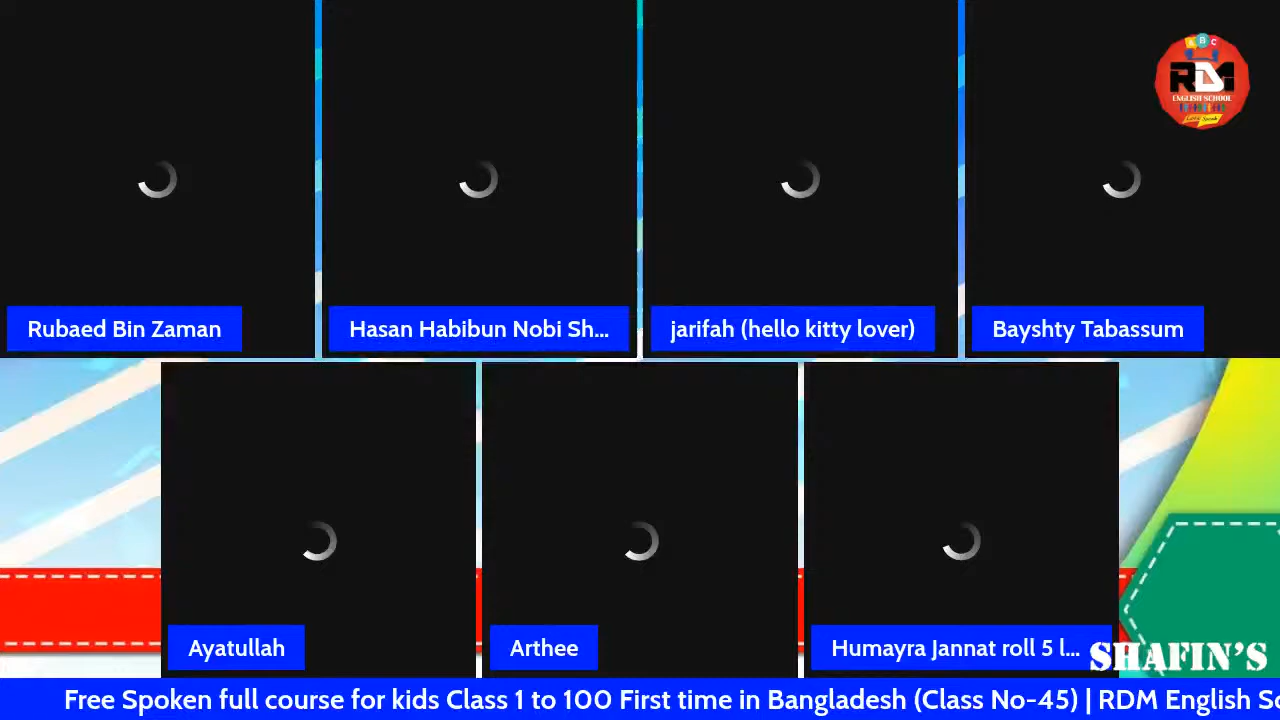 A B C
RDM
ENGLISH SCHOOL
Rubaed Bin Zaman
Hasan Habibun Nobi Sh...
jarifah (hello kitty lover)
Bayshty Tabassum
Ayatullah
Arthee
Humayra Jannat roll 5 l...
SHAFIN'S
Free Spoken full course for kids Class 1 to 100 First time in Bangladesh (Class No-45) | RDM English Sc